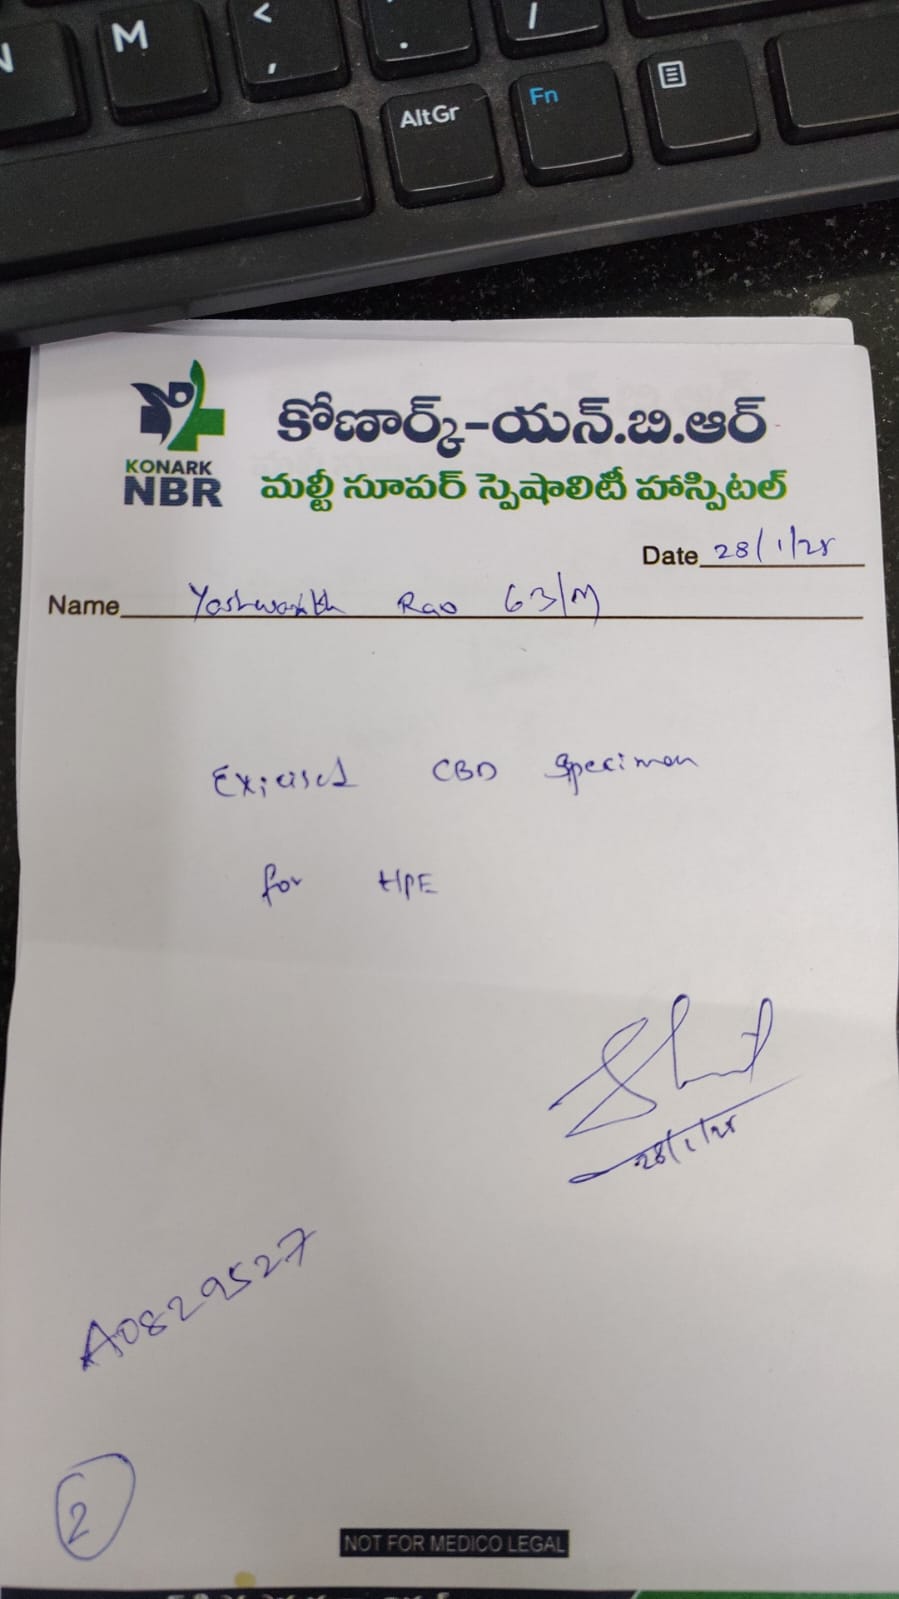 M
<
,
.
/
AltGr
Fn
KONARK
NBR
కోణార్క్-యన్.బి.ఆర్
మల్టీ సూపర్ స్పెషాలిటీ హాస్పిటల్
Date 28/1/25
Name Yashwanth Rao 63/M
Exicised CBD Specimen
for HPE
28/1/25
A0829527
2
NOT FOR MEDICO LEGAL